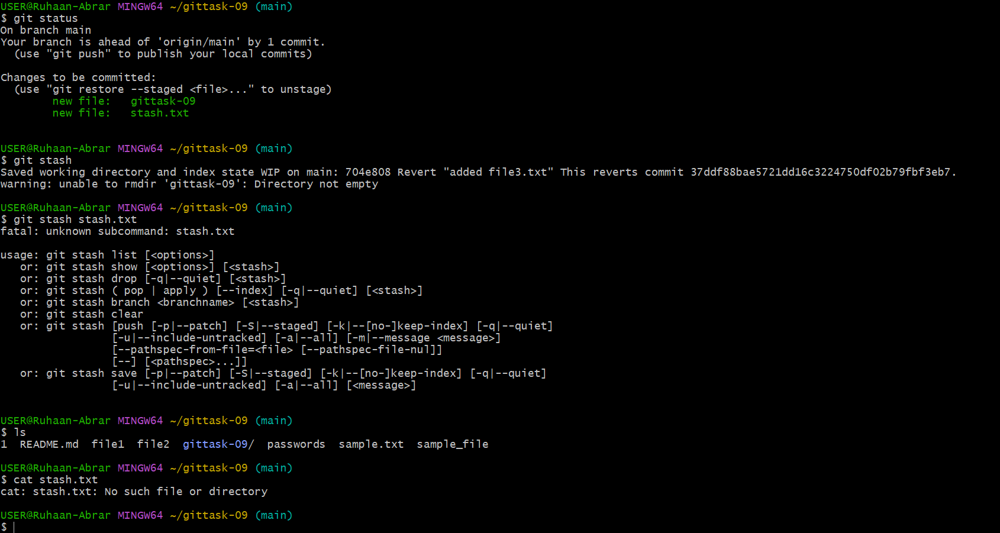 USER@Ruhaan-Abrar MINGW64 ~/gittask-09 (main)
$ git status
On branch main
Your branch is ahead of 'origin/main' by 1 commit.
  (use "git push" to publish your local commits)

Changes to be committed:
  (use "git restore --staged <file>..." to unstage)
        new file:   gittask-09
        new file:   stash.txt


USER@Ruhaan-Abrar MINGW64 ~/gittask-09 (main)
$ git stash
Saved working directory and index state WIP on main: 704e808 Revert "added file3.txt" This reverts commit 37ddf88bae5721dd16c3224750df02b79fbf3eb7.
warning: unable to rmdir 'gittask-09': Directory not empty

USER@Ruhaan-Abrar MINGW64 ~/gittask-09 (main)
$ git stash stash.txt
fatal: unknown subcommand: stash.txt

usage: git stash list [<options>]
   or: git stash show [<options>] [<stash>]
   or: git stash drop [-q|--quiet] [<stash>]
   or: git stash ( pop | apply ) [--index] [-q|--quiet] [<stash>]
   or: git stash branch <branchname> [<stash>]
   or: git stash clear
   or: git stash [push [-p|--patch] [-S|--staged] [-k|--[no-]keep-index] [-q|--quiet]
                 [-u|--include-untracked] [-a|--all] [-m|--message <message>]
                 [--pathspec-from-file=<file> [--pathspec-file-nul]]
                 [--] [<pathspec>...]]
   or: git stash save [-p|--patch] [-S|--staged] [-k|--[no-]keep-index] [-q|--quiet]
                 [-u|--include-untracked] [-a|--all] [<message>]


USER@Ruhaan-Abrar MINGW64 ~/gittask-09 (main)
$ ls
1  README.md  file1  file2  gittask-09/  passwords  sample.txt  sample_file

USER@Ruhaan-Abrar MINGW64 ~/gittask-09 (main)
$ cat stash.txt
cat: stash.txt: No such file or directory

USER@Ruhaan-Abrar MINGW64 ~/gittask-09 (main)
$